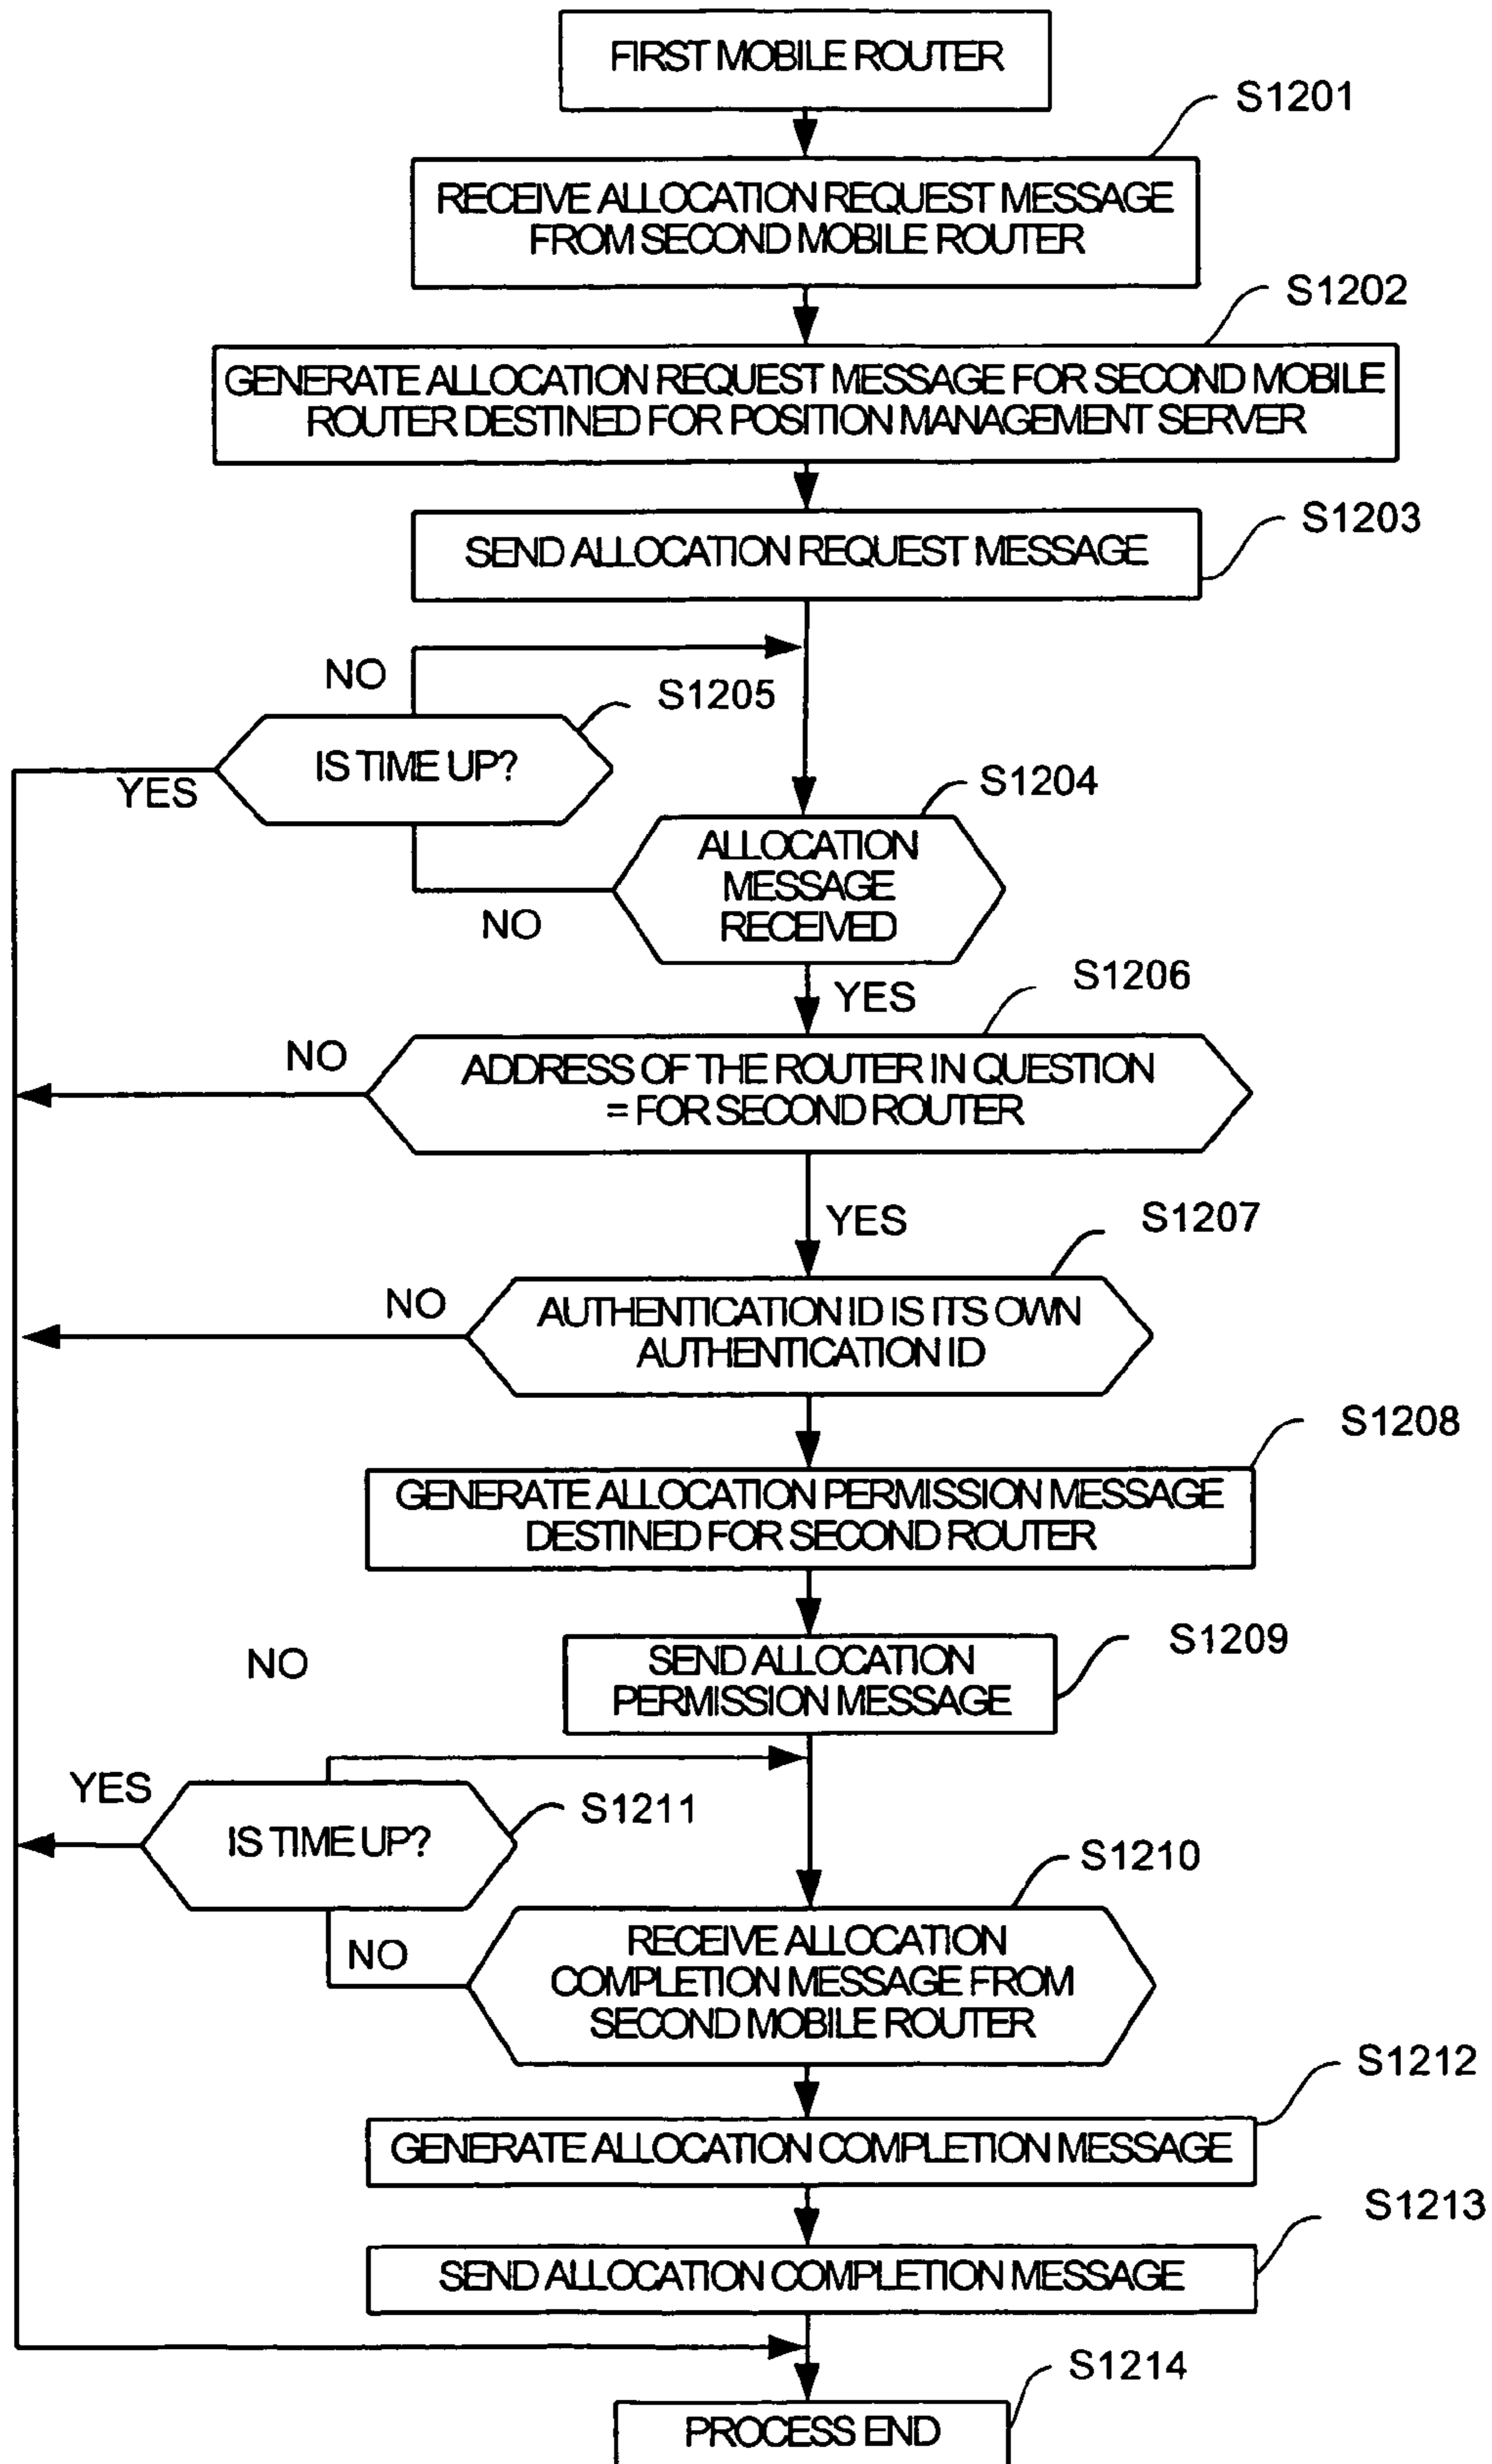 FIRST MOBILE ROUTER
S1201
RECEIVE ALLOCATION REQUEST MESSAGE
FROM SECOND MOBILE ROUTER
S1202
GENERATE ALLOCATION REQUEST MESSAGE FOR SECOND MOBILE
ROUTER DESTINED FOR POSITION MANAGEMENT SERVER
S1203
SEND ALLOCATION REQUEST MESSAGE
NO
S1205
IS TIME UP?
YES
S1204
ALLOCATION
MESSAGE
RECEIVED
NO
YES
S1206
NO
ADDRESS OF THE ROUTER IN QUESTION
= FOR SECOND ROUTER
YES
S1207
NO
AUTHENTICATION ID IS ITS OWN
AUTHENTICATION ID
S1208
GENERATE ALLOCATION PERMISSION MESSAGE
DESTINED FOR SECOND ROUTER
S1209
NO
SEND ALLOCATION
PERMISSION MESSAGE
YES
S1211
IS TIME UP?
S1210
NO
RECEIVE ALLOCATION
COMPLETION MESSAGE FROM
SECOND MOBILE ROUTER
S1212
GENERATE ALLOCATION COMPLETION MESSAGE
S1213
SEND ALLOCATION COMPLETION MESSAGE
S1214
PROCESS END